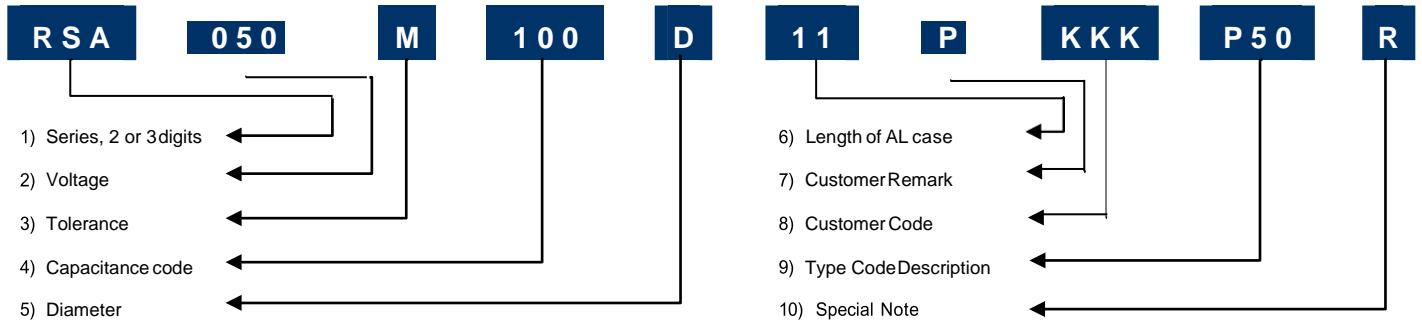 RSA 050 M 100 D 11 P KKK P50 R
1) Series, 2 or 3 digits
2) Voltage
3) Tolerance
4) Capacitance code
5) Diameter
6) Length of AL case
7) Customer Remark
8) Customer Code
9) Type Code Description
10) Special Note